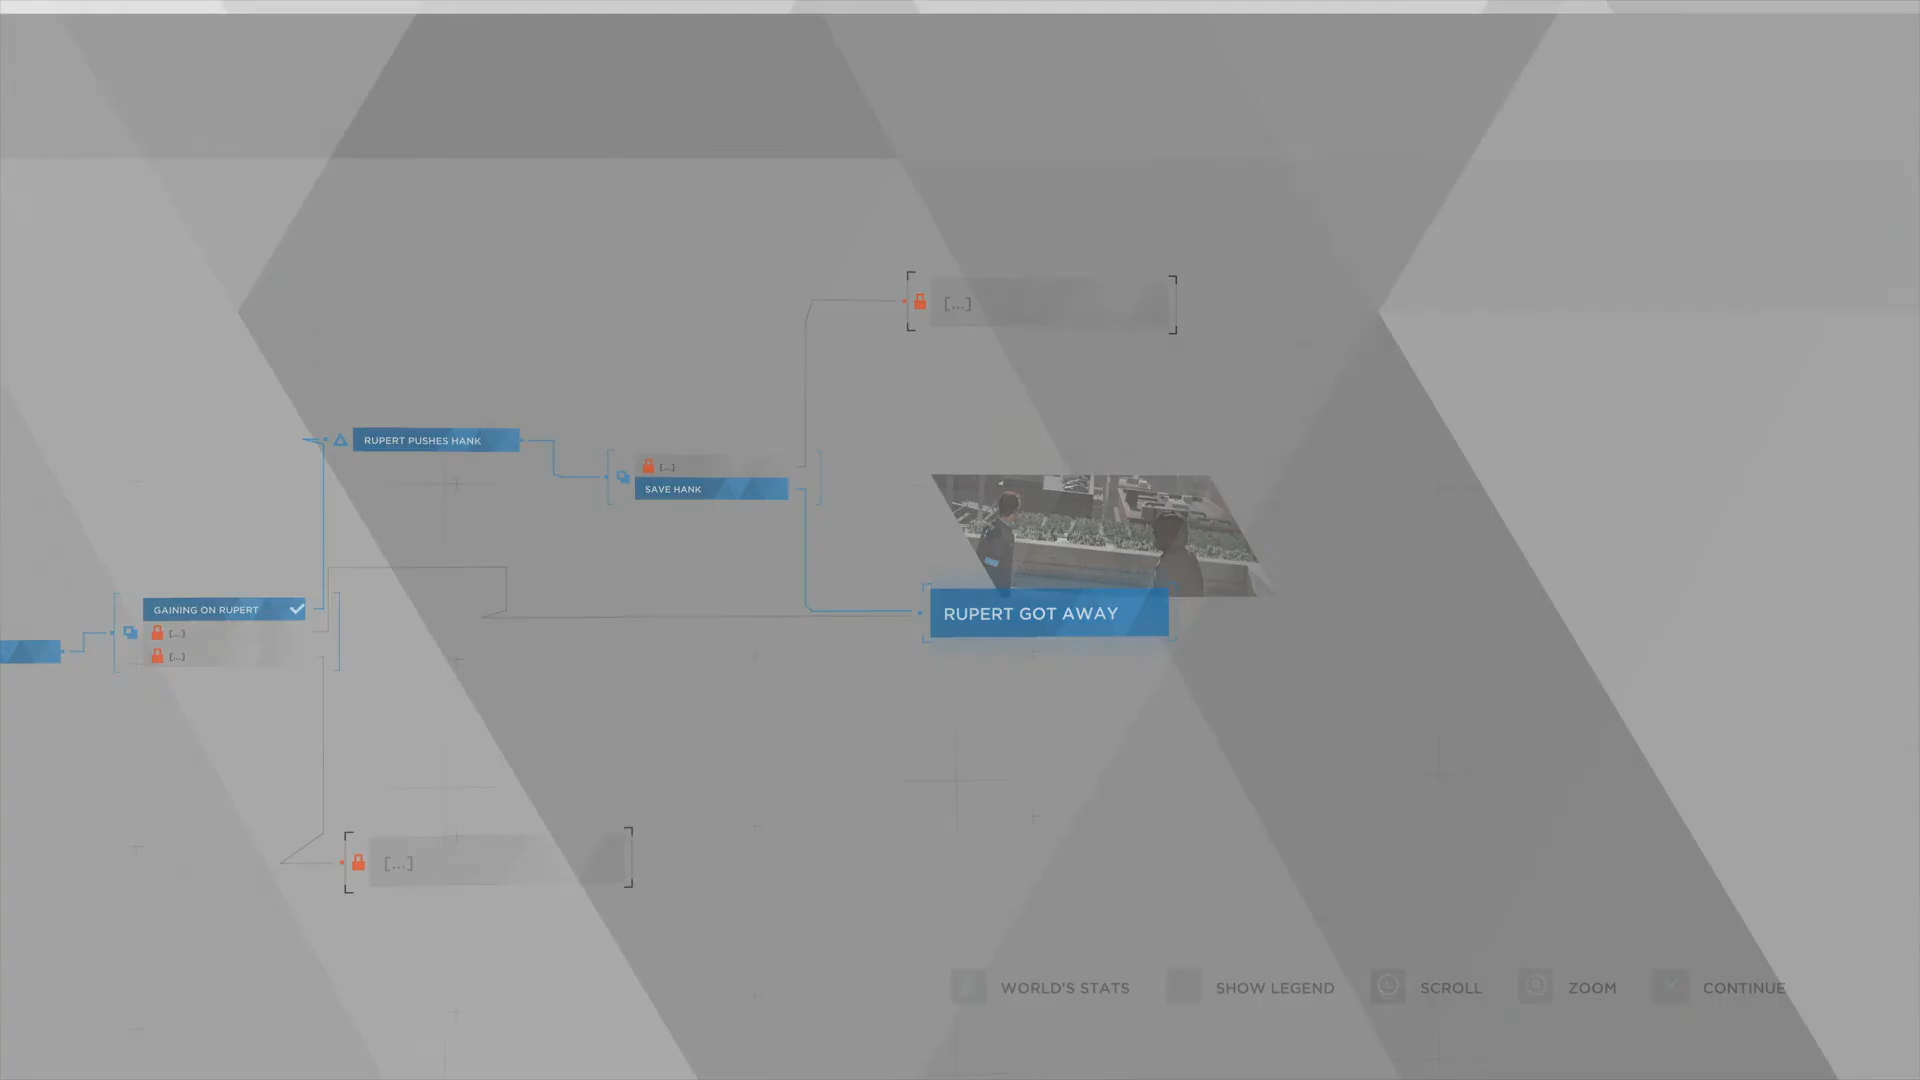 [...]
RUPERT PUSHES HANK
[...]
SAVE HANK
GAINING ON RUPERT
[...]
[...]
RUPERT GOT AWAY
[...]
WORLD'S STATS
SHOW LEGEND
SCROLL
ZOOM
CONTINUE